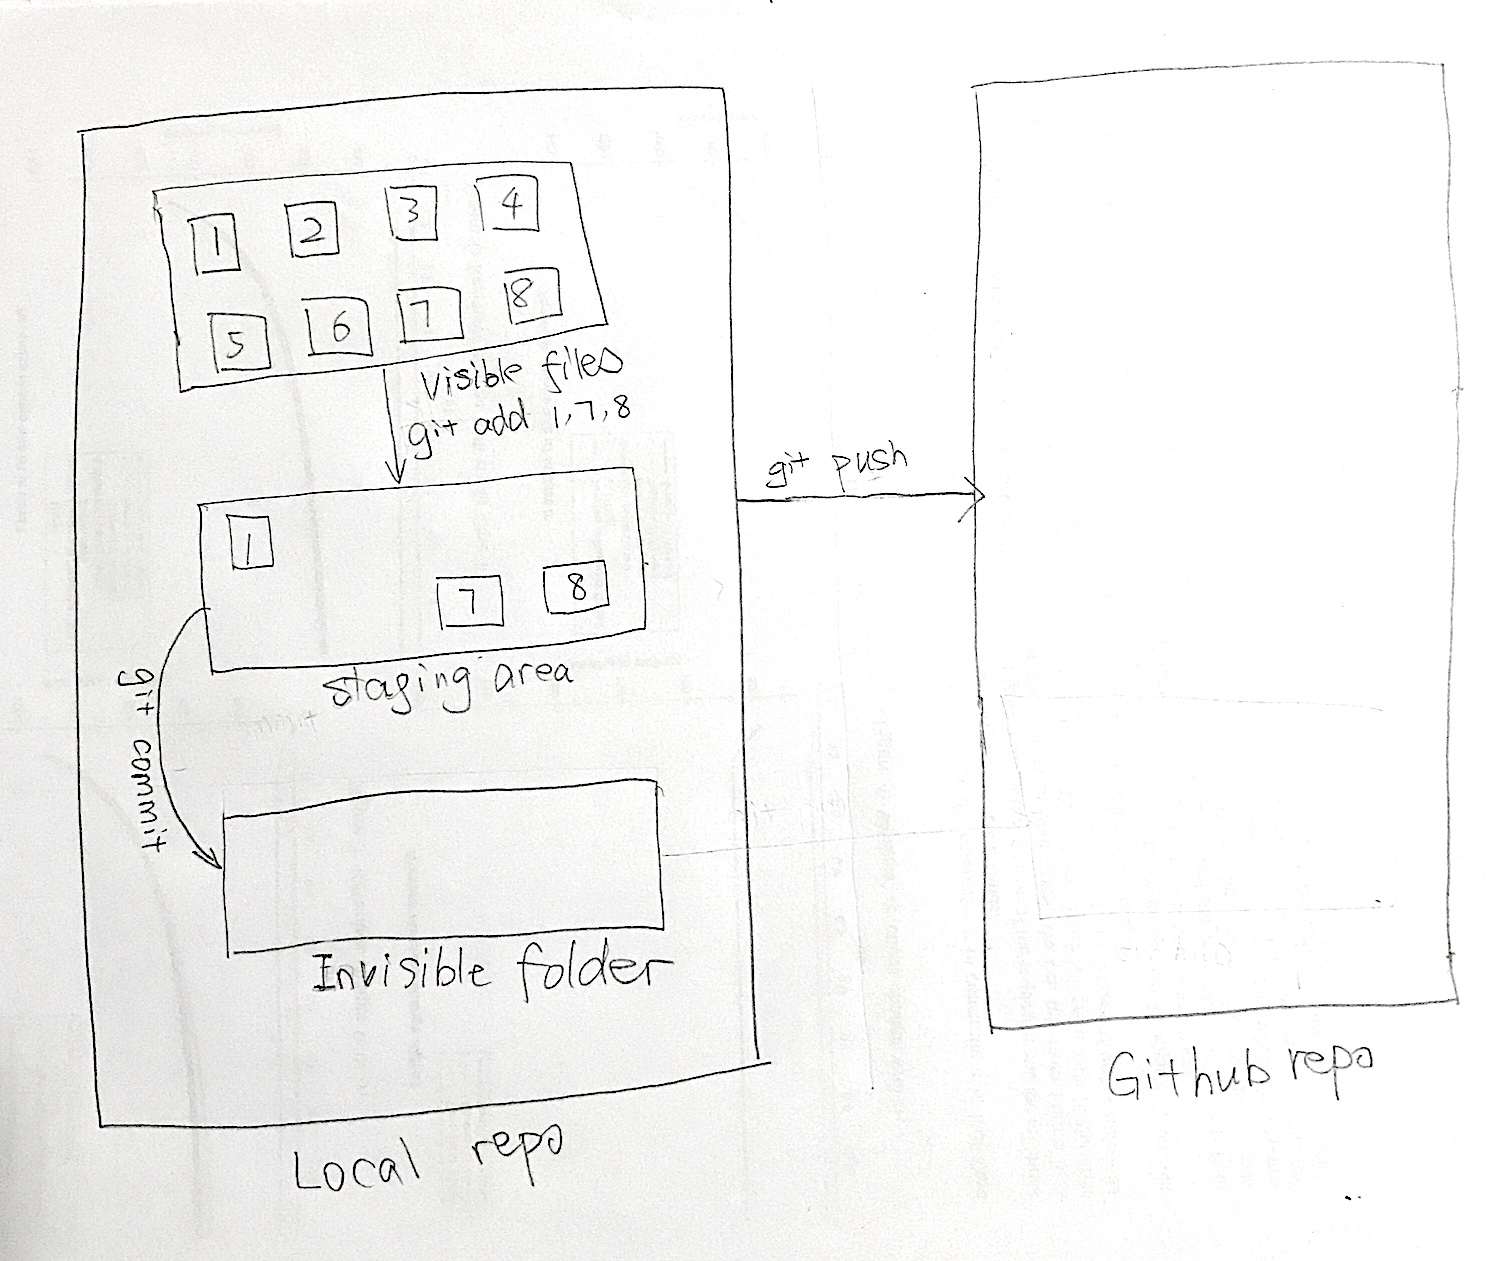 1 2 3 4
5 6 7 8
visible files
git add 1,7,8
git push
1
7 8
staging area
git commit
Invisible folder
Github repo
Local repo